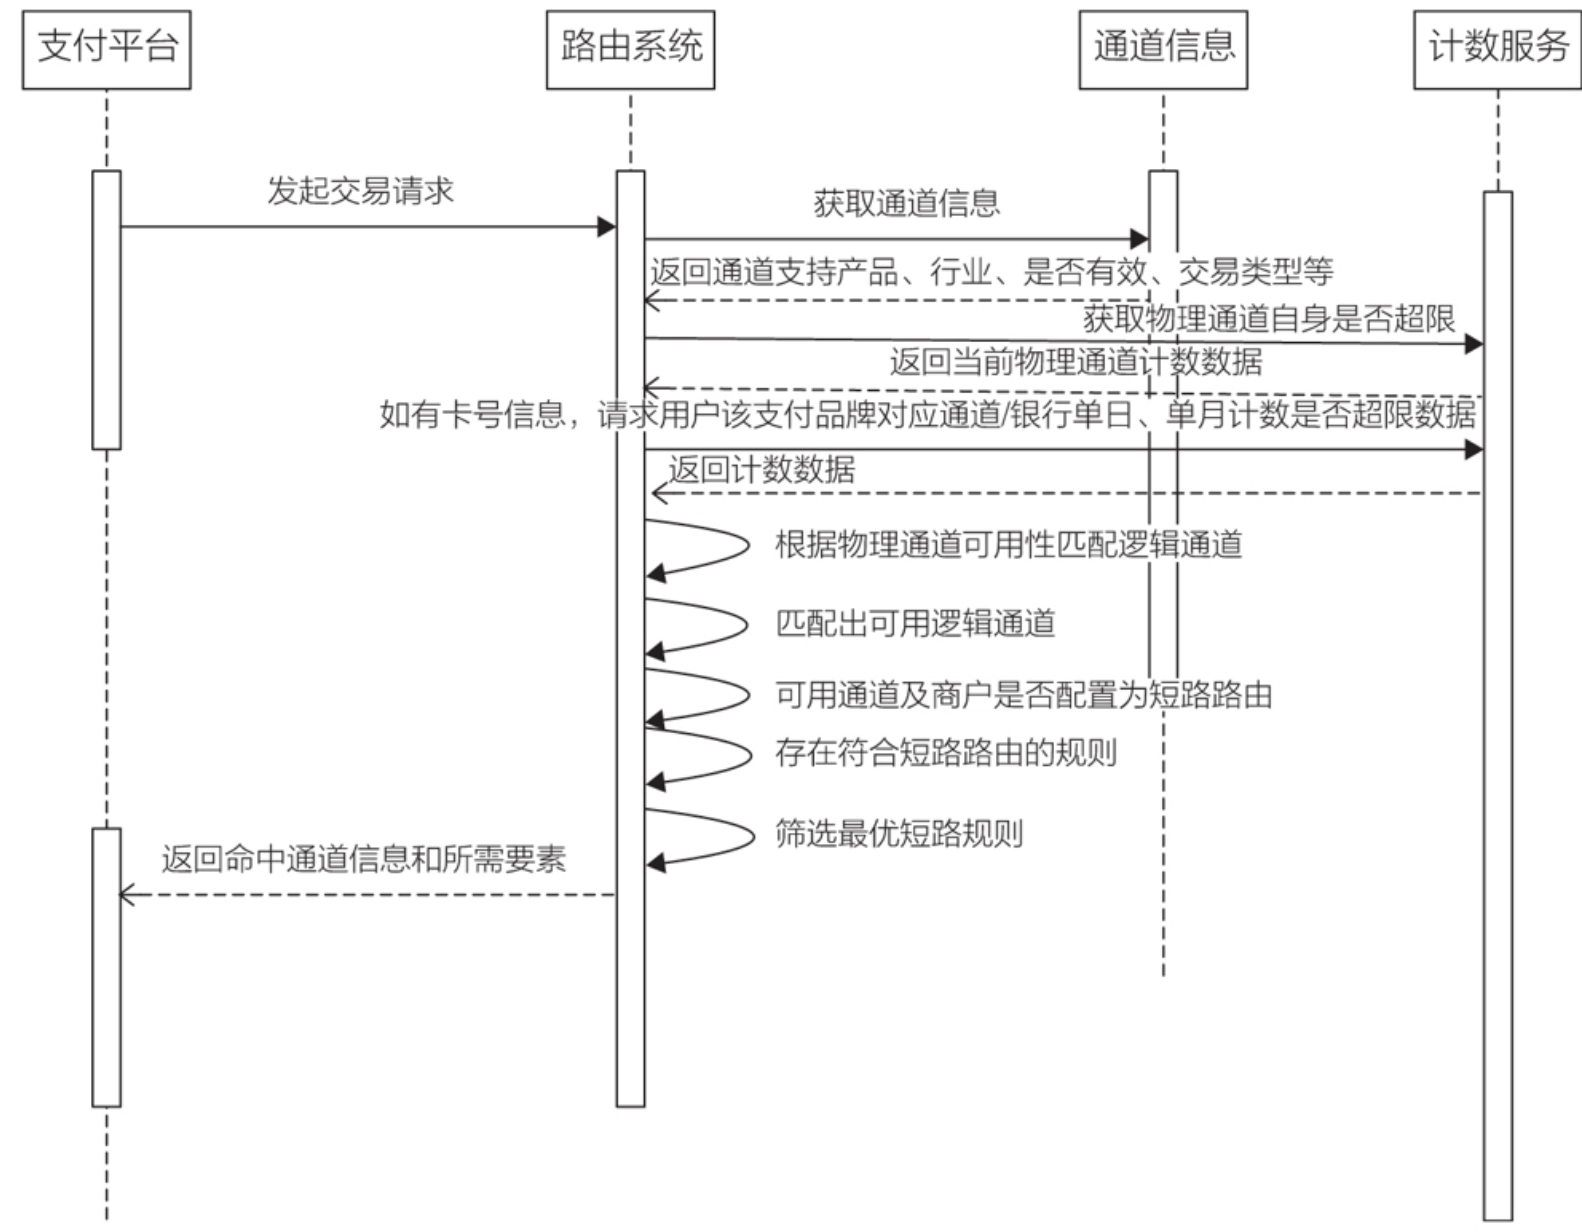 支付平台
路由系统
通道信息
计数服务
发起交易请求
获取通道信息
返回通道支持产品、行业、是否有效、交易类型等
获取物理通道自身是否超限
返回当前物理通道计数数据
如有卡号信息，请求用户该支付品牌对应通道/银行单日、单月计数是否超限数据
返回计数数据
根据物理通道可用性匹配逻辑通道
匹配出可用逻辑通道
可用通道及商户是否配置为短路路由
存在符合短路路由的规则
筛选最优短路规则
返回命中通道信息和所需要素